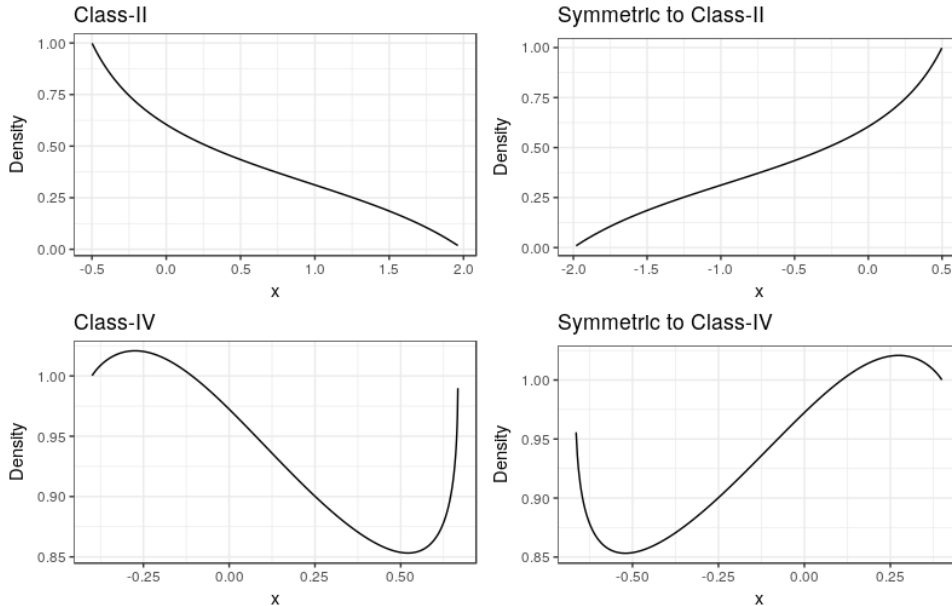 Class-II
1.00
0.75
0.50
0.25
0.00
Density
-0.5 0.0 0.5 1.0 1.5 2.0
x
Symmetric to Class-II
1.00
0.75
0.50
0.25
0.00
Density
-2.0 -1.5 -1.0 -0.5 0.0 0.5
x
Class-IV
1.00
0.95
0.90
0.85
Density
-0.25 0.00 0.25 0.50
x
Symmetric to Class-IV
1.00
0.95
0.90
0.85
Density
-0.50 -0.25 0.00 0.25
x